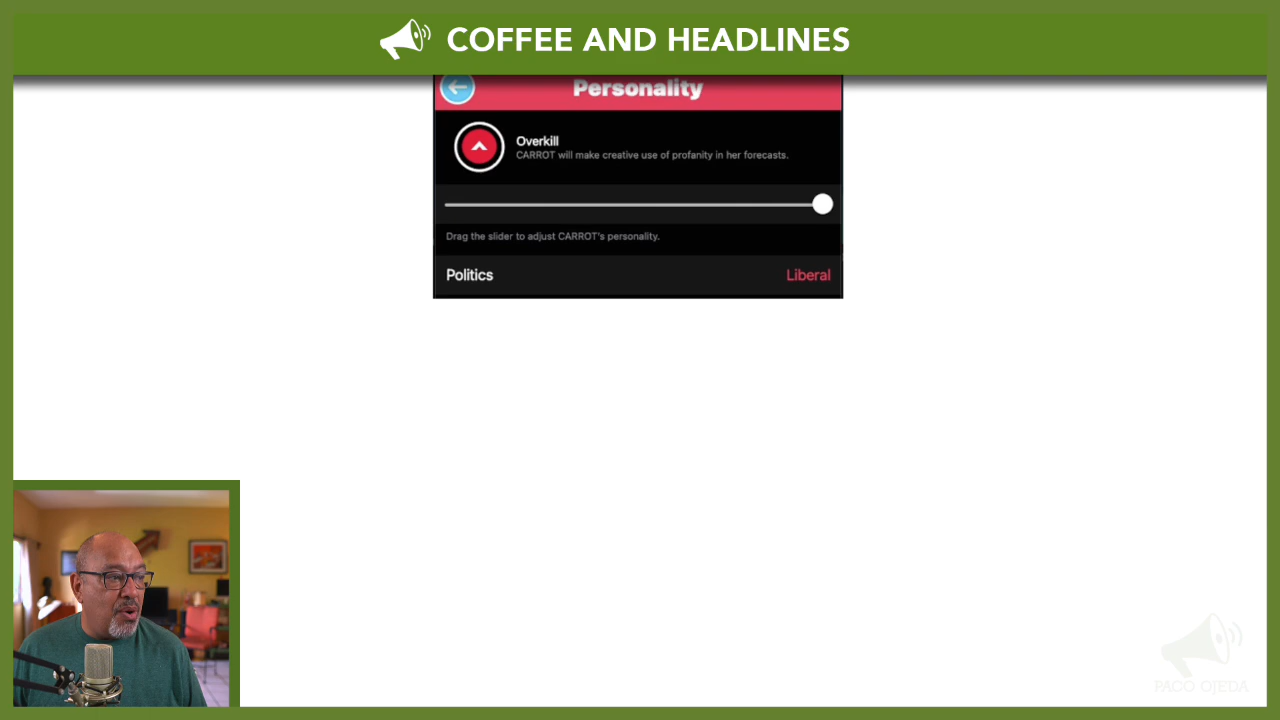 COFFEE AND HEADLINES
Personality
Overkill
CARROT will make creative use of profanity in her forecasts.
Drag the slider to adjust CARROT's personality.
Politics Liberal
PACO OJEDA